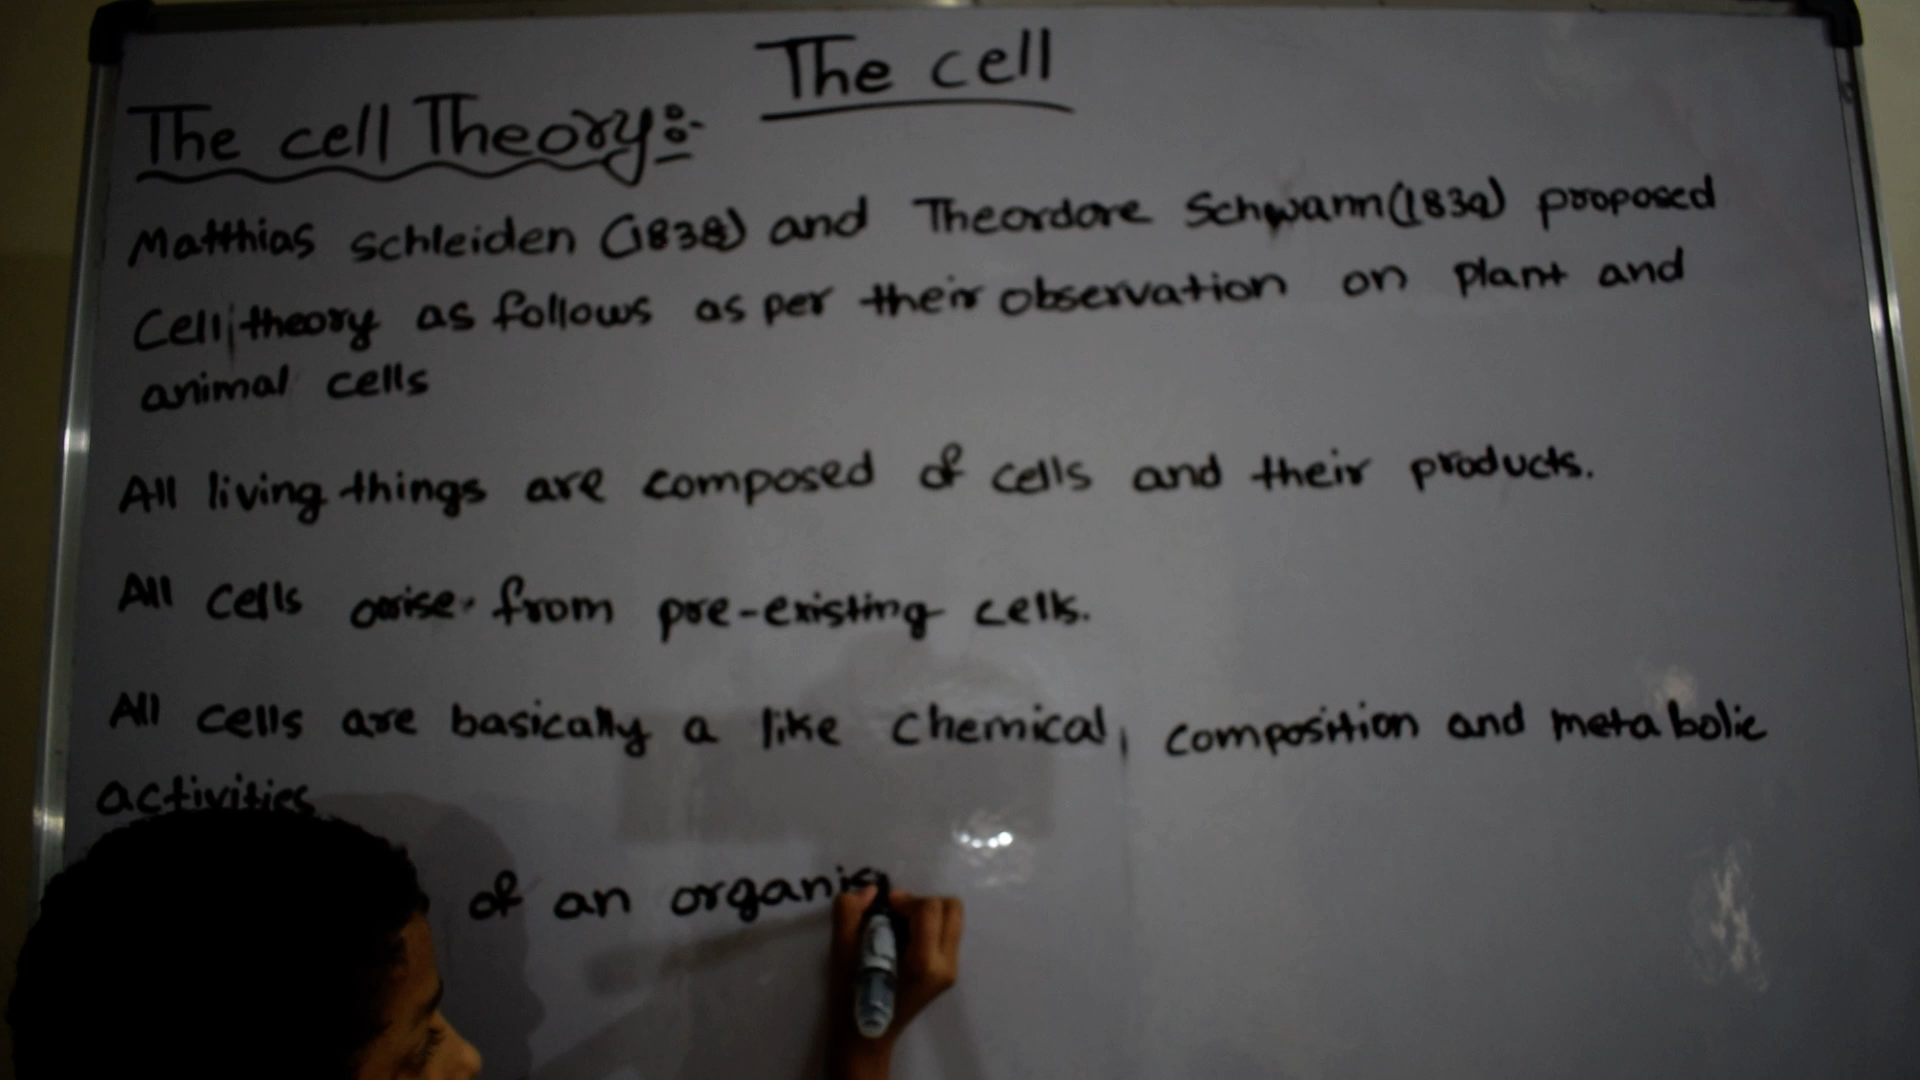 The cell
The cell Theory:-
Matthias schleiden (1838) and Theordore Schwann (1839) proposed
Cell theory as follows as per their observation on plant and
animal cells
All living things are composed of cells and their products.
All cells arise from pre-existing cells.
All cells are basically a like chemical, composition and metabolic
activities
of an organis